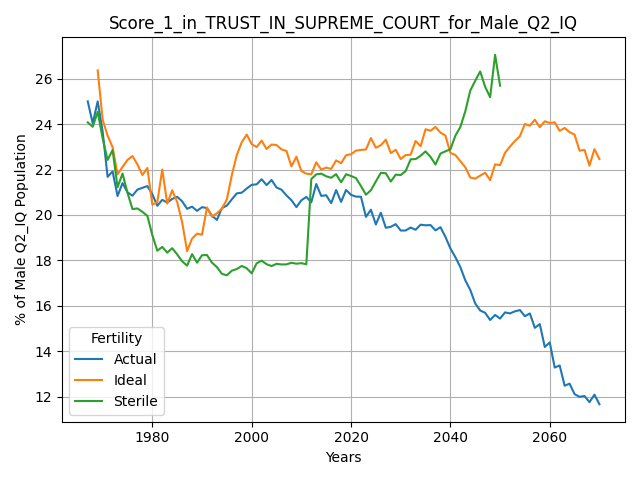 Score_1_in_TRUST_IN_SUPREME_COURT_for_Male_Q2_IQ
% of Male Q2_IQ Population
26
24
22
20
18
16
14
12
Fertility
Actual
Ideal
Sterile
1980 2000 2020 2040 2060
Years